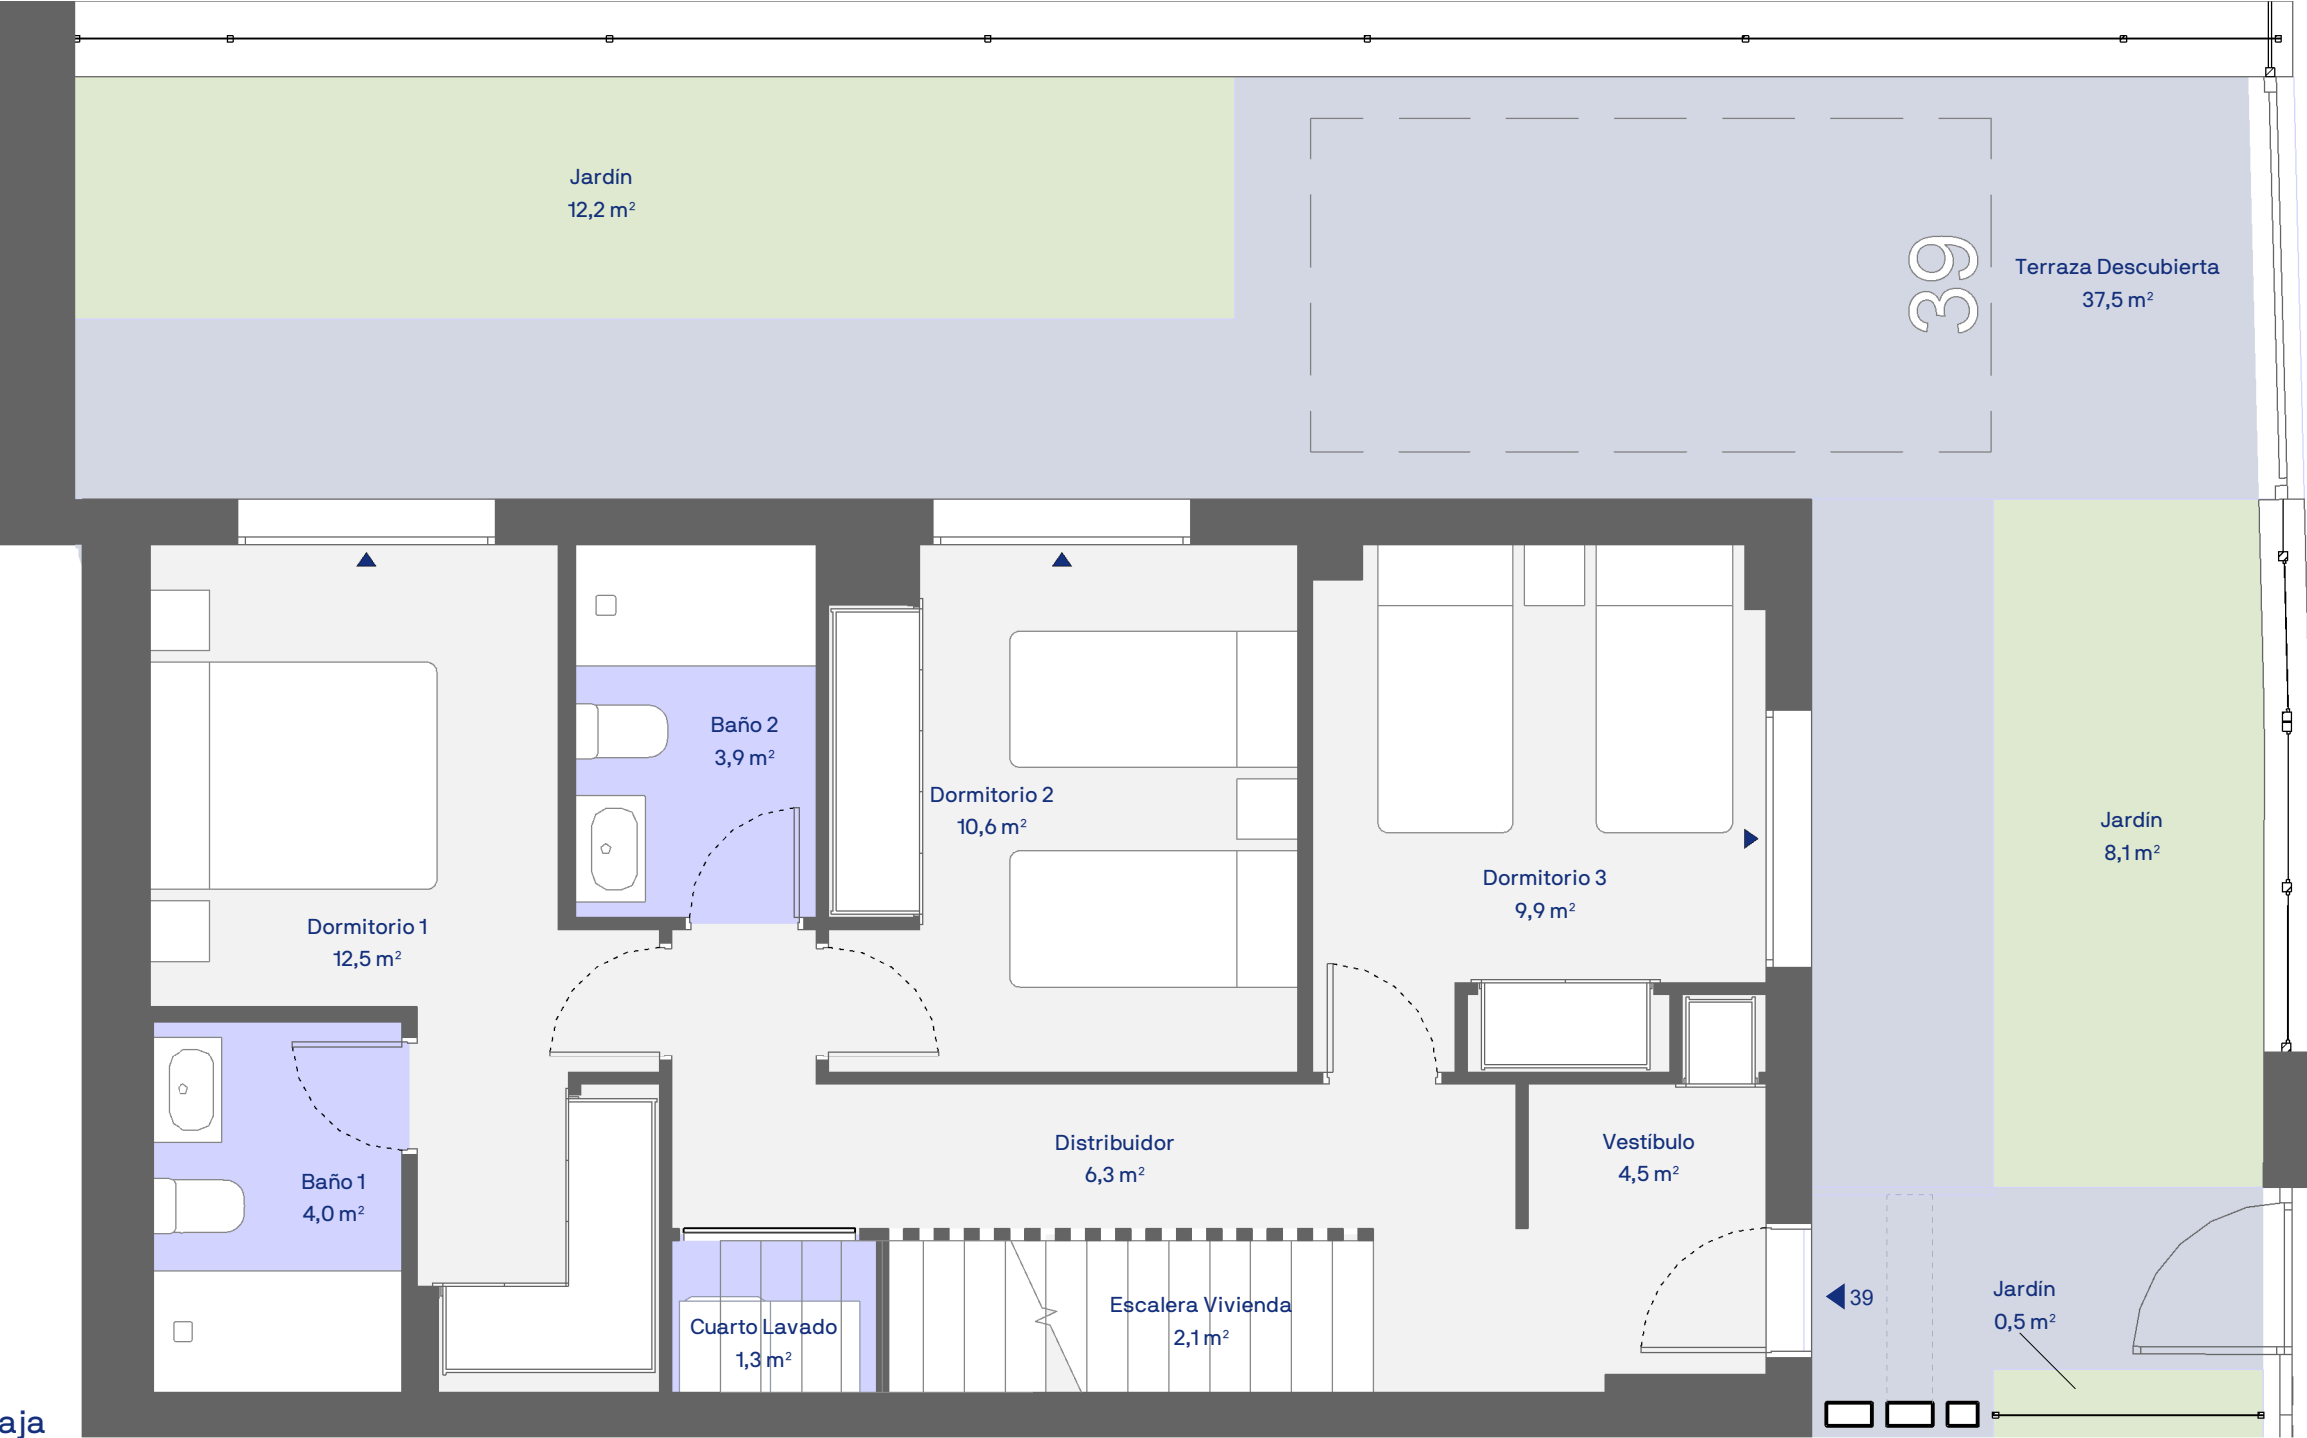 Jardín
12,2 m²
39
Terraza Descubierta
37,5 m²
Baño 2
3,9 m²
Dormitorio 2
10,6 m²
Dormitorio 3
9,9 m²
Jardín
8,1 m²
Dormitorio 1
12,5 m²
Distribuidor
6,3 m²
Vestíbulo
4,5 m²
Baño 1
4,0 m²
Escalera Vivienda
2,1 m²
Cuarto Lavado
1,3 m²
39
Jardín
0,5 m²
aja